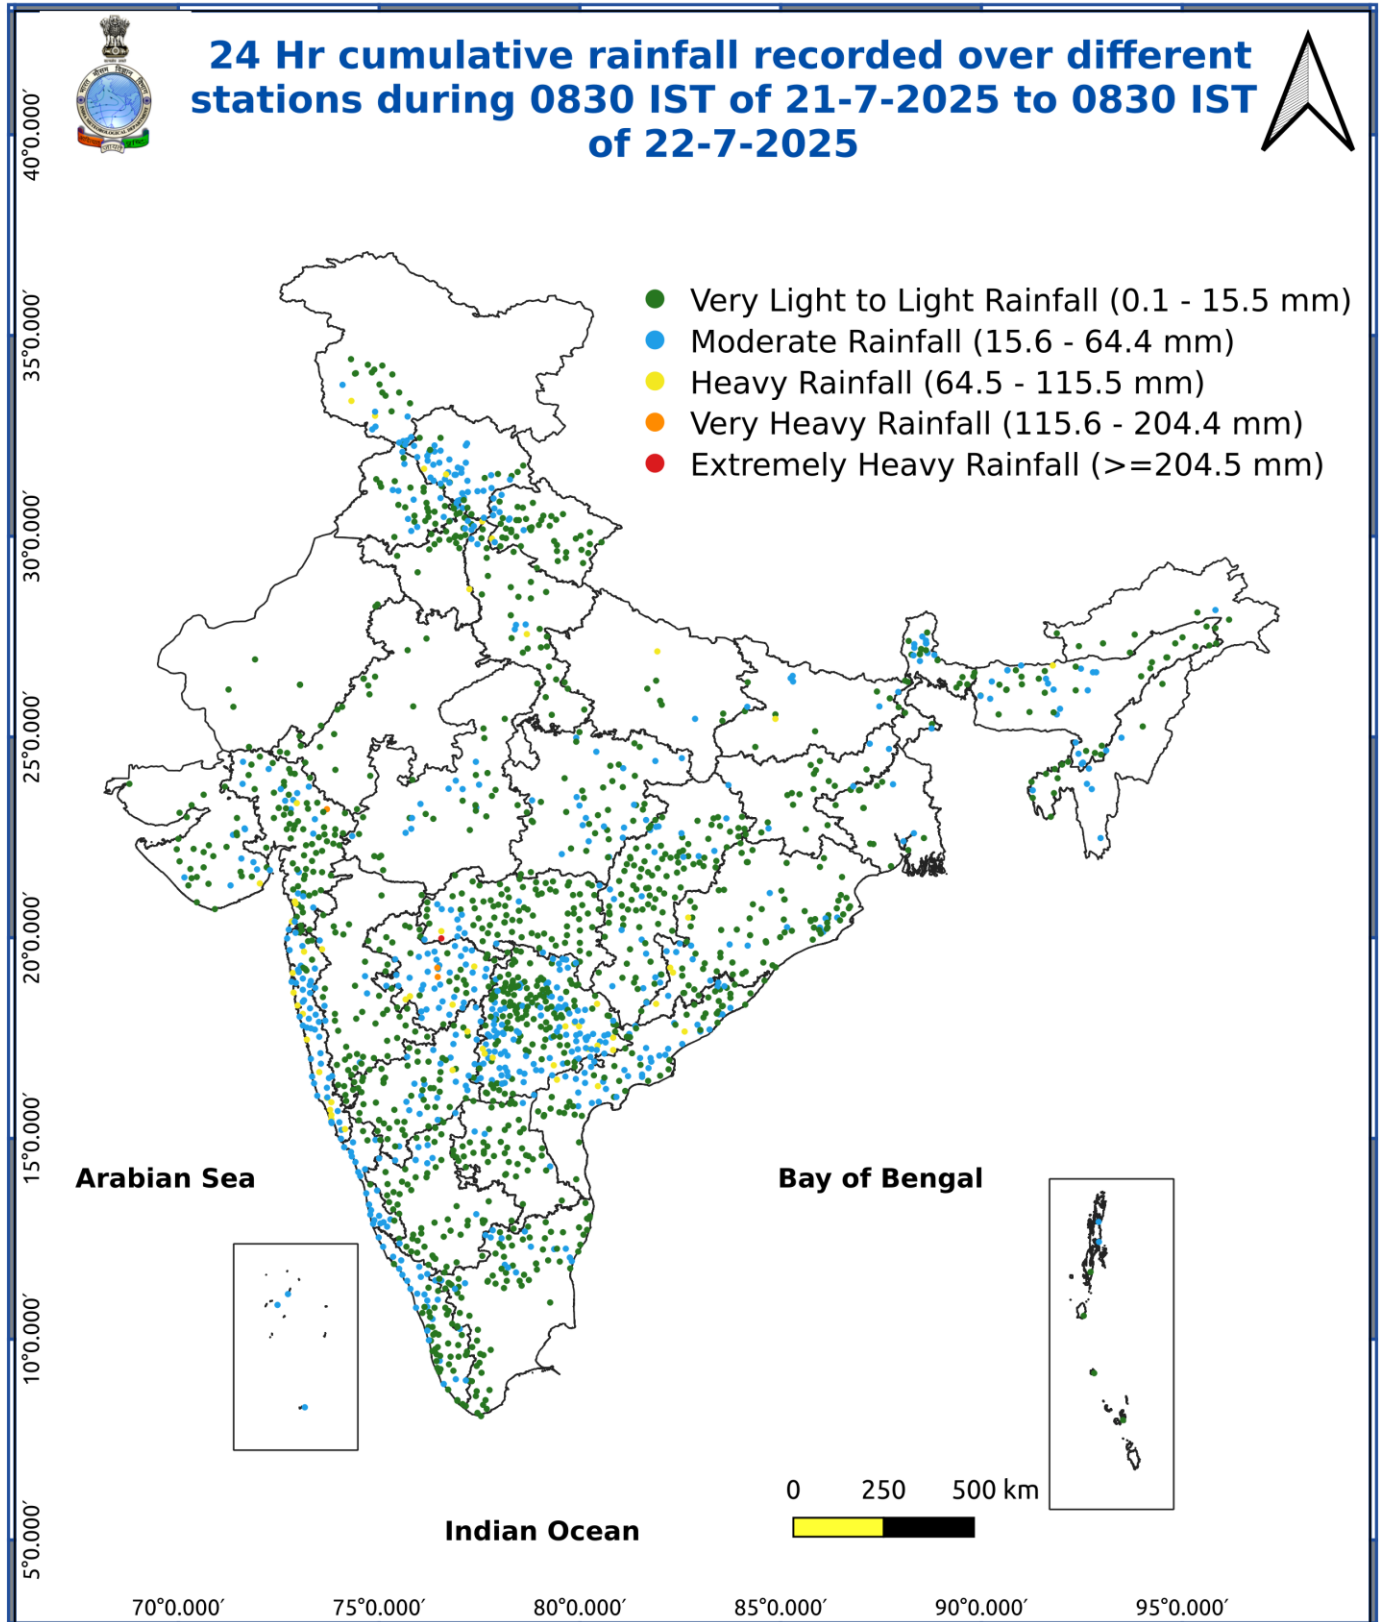 24 Hr cumulative rainfall recorded over different
stations during 0830 IST of 21-7-2025 to 0830 IST
of 22-7-2025
40°0.000′
35°0.000′
30°0.000′
25°0.000′
20°0.000′
15°0.000′
10°0.000′
5°0.000′
Very Light to Light Rainfall (0.1 - 15.5 mm)
Moderate Rainfall (15.6 - 64.4 mm)
Heavy Rainfall (64.5 - 115.5 mm)
Very Heavy Rainfall (115.6 - 204.4 mm)
Extremely Heavy Rainfall (>=204.5 mm)
Arabian Sea
Bay of Bengal
Indian Ocean
0 250 500 km
70°0.000′ 75°0.000′ 80°0.000′ 85°0.000′ 90°0.000′ 95°0.000′